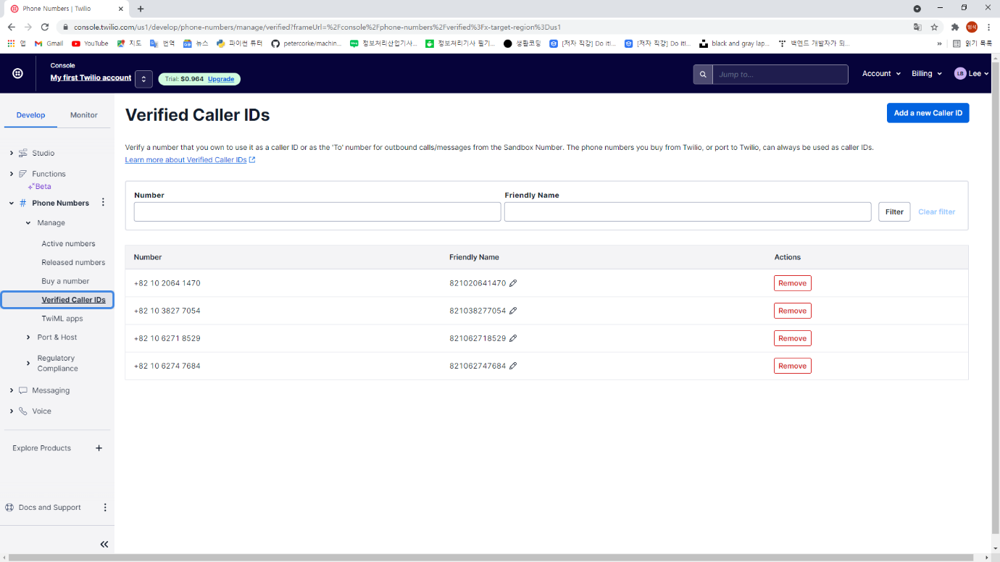 Phone Numbers | Twilio
console.twilio.com/us1/develop/phone-numbers/manage/verified?frameUrl=%2Fconsole%2Fphone-numbers%2Fverified%3Fx-target-region%3Dus1
범석
앱 Gmail YouTube 지도 번역 뉴스 파이썬 튜터 petercorke/machin... 정보처리산업기사... 정보처리기사 필기... 생활코딩 [저자 직강] Do it!... [저자 직강] Do it!... black and gray lap... 백엔드 개발자가 되... » 읽기 목록
Console
My first Twilio account
Trial: $0.964 Upgrade
Jump to...
Account
Billing
LB Lee
Develop Monitor
Studio
Functions
Beta
Phone Numbers
Manage
Active numbers
Released numbers
Buy a number
Verified Caller IDs
TwiML apps
Port & Host
Regulatory
Compliance
Messaging
Voice
Explore Products +
Docs and Support
Verified Caller IDs
Add a new Caller ID
Verify a number that you own to use it as a caller ID or as the 'To' number for outbound calls/messages from the Sandbox Number. The phone numbers you buy from Twilio, or port to Twilio, can always be used as caller IDs.
Learn more about Verified Caller IDs
Number Friendly Name
Filter Clear filter
Number Friendly Name Actions
+82 10 2064 1470 821020641470 Remove
+82 10 3827 7054 821038277054 Remove
+82 10 6271 8529 821062718529 Remove
+82 10 6274 7684 821062747684 Remove